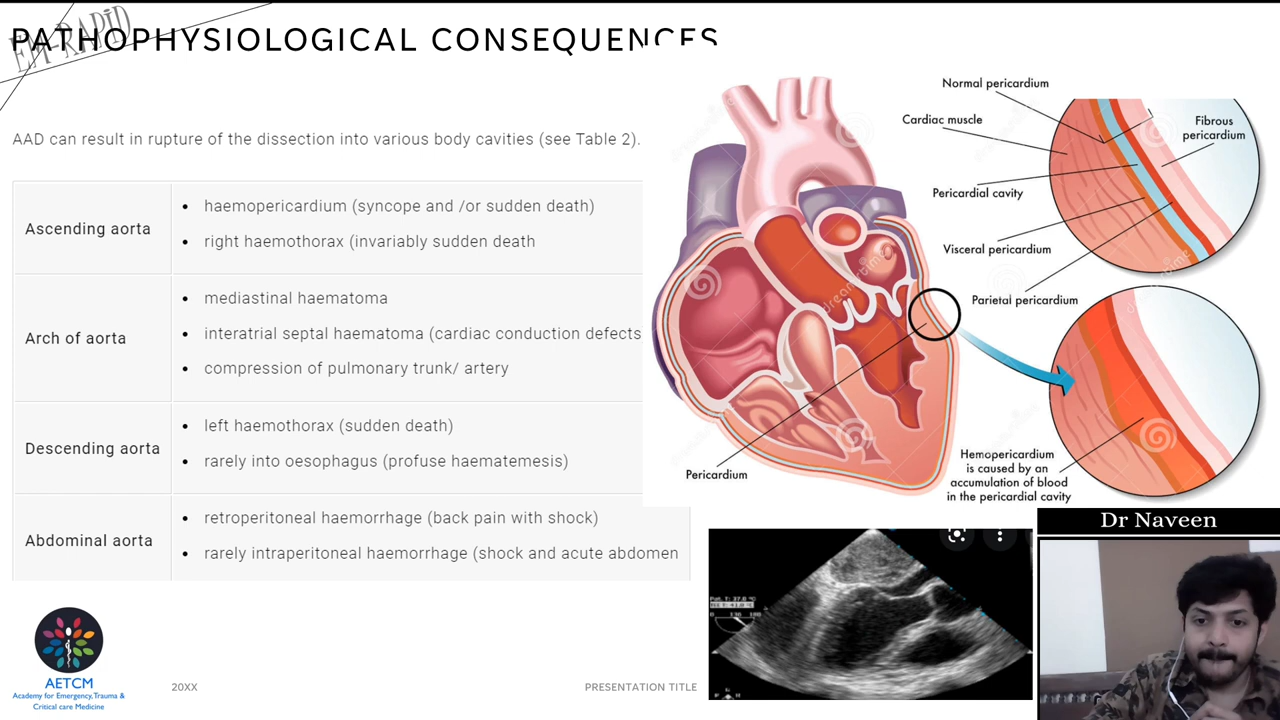 EM-RAPiD
PATHOPHYSIOLOGICAL CONSEQUENCES
AAD can result in rupture of the dissection into various body cavities (see Table 2).
Ascending aorta
• haemopericardium (syncope and /or sudden death)
• right haemothorax (invariably sudden death
Arch of aorta
• mediastinal haematoma
• interatrial septal haematoma (cardiac conduction defects
• compression of pulmonary trunk/ artery
Descending aorta
• left haemothorax (sudden death)
• rarely into oesophagus (profuse haematemesis)
Abdominal aorta
• retroperitoneal haemorrhage (back pain with shock)
• rarely intraperitoneal haemorrhage (shock and acute abdomen
Normal pericardium
Cardiac muscle
Pericardial cavity
Visceral pericardium
Parietal pericardium
Fibrous
pericardium
Pericardium
Hemopericardium
is caused by an
accumulation of blood
in the pericardial cavity
dreamstime
Dr Naveen
AETCM
Academy for Emergency,Trauma &
Critical care Medicine
20XX
PRESENTATION TITLE